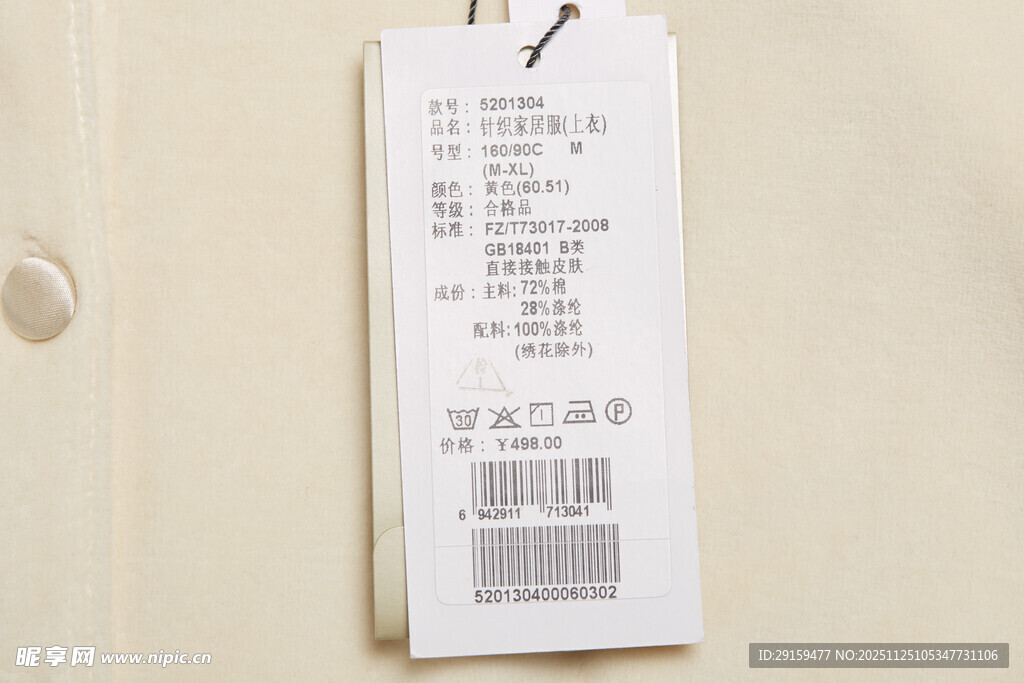 款号：5201304
品名：针织家居服(上衣)
号型：160/90C M
(M-XL)
颜色：黄色(60.51)
等级：合格品
标准：FZ/T73017-2008
GB18401 B类
直接接触皮肤
成份：主料:72%棉
28%涤纶
配料:100%涤纶
(绣花除外)
检
1
30 P
价格：¥498.00
6 942911 713041
520130400060302
昵享网 www.nipic.cn
ID:29159477 NO:20251125105347731106